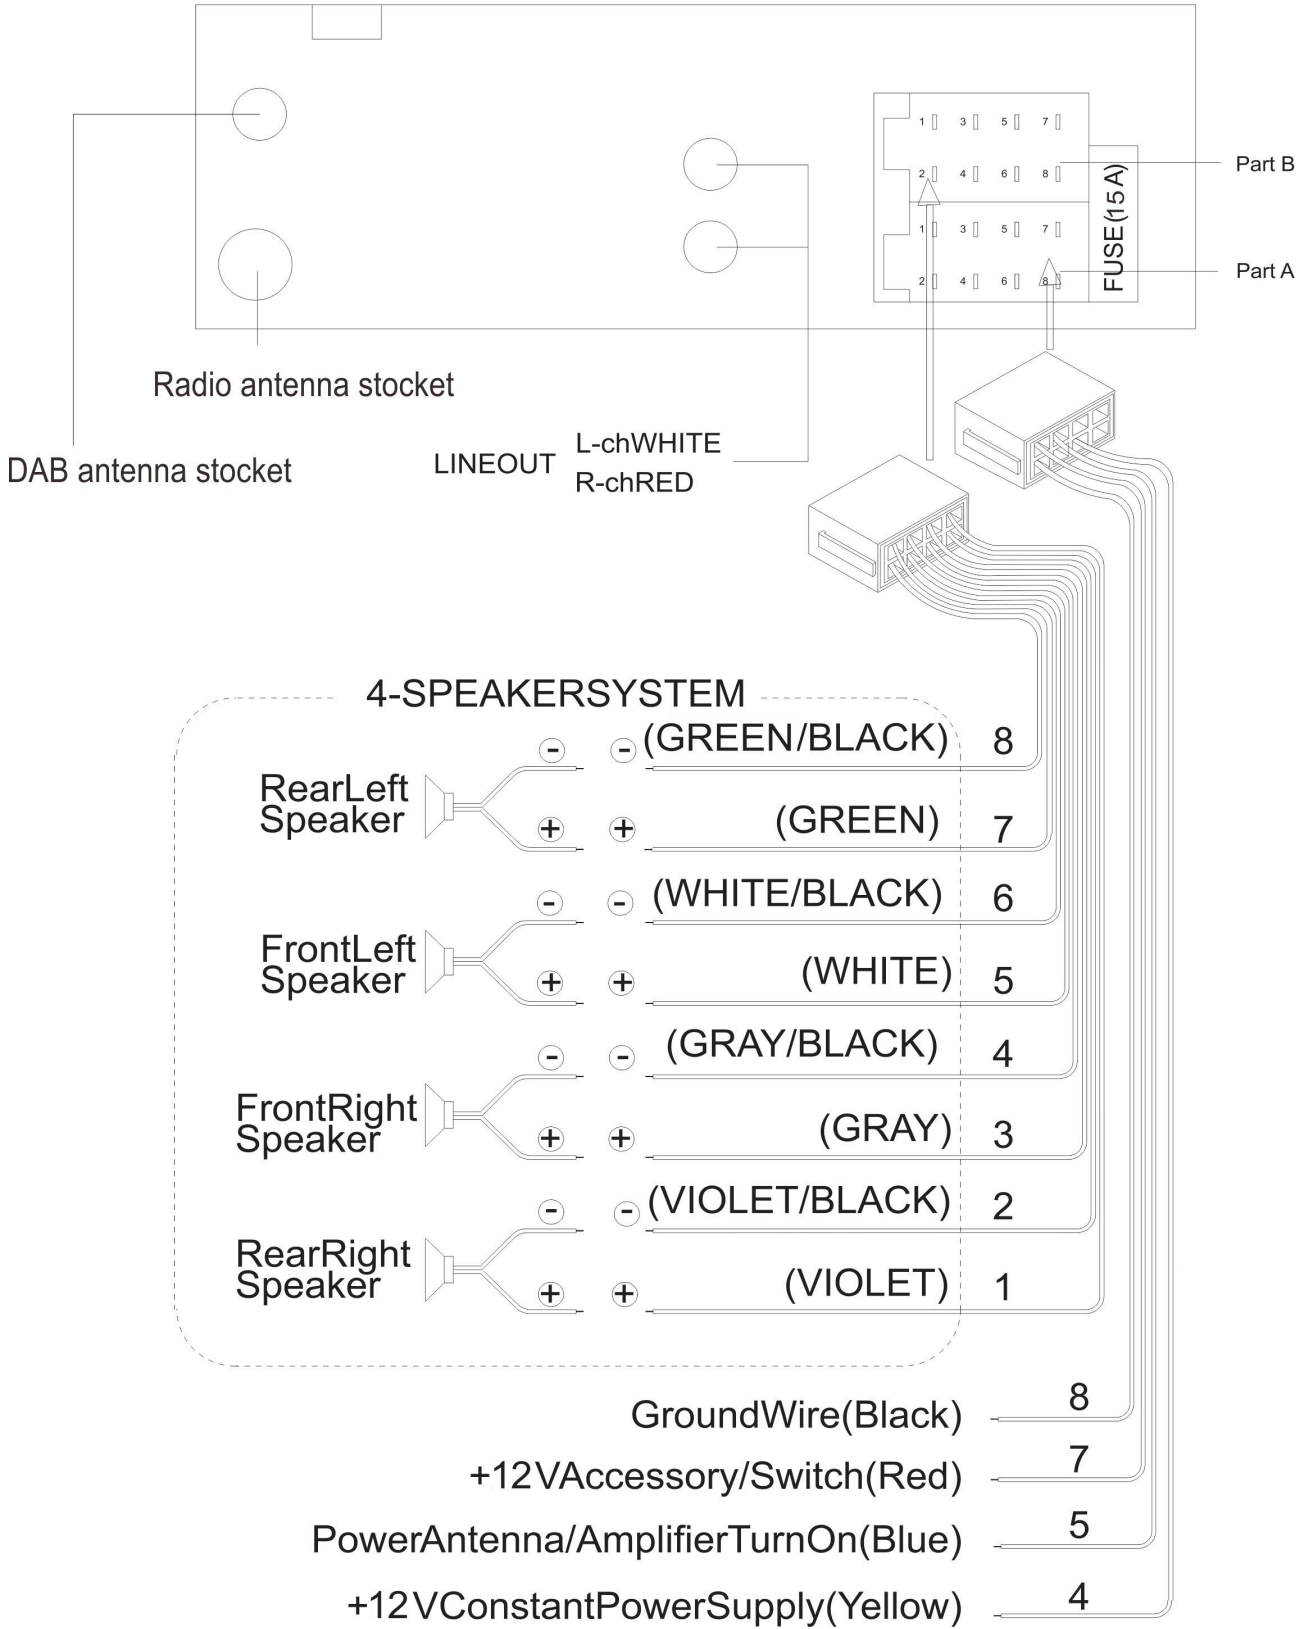 1 3 5 7
Part B
2 4 6 8
FUSE(15A)
1 3 5 7
Part A
2 4 6 8
Radio antenna stocket
DAB antenna stocket
LINEOUT
L-chWHITE
R-chRED
4-SPEAKERSYSTEM
- - (GREEN/BLACK) 8
RearLeft
Speaker
+ + (GREEN) 7
- - (WHITE/BLACK) 6
FrontLeft
Speaker
+ + (WHITE) 5
- - (GRAY/BLACK) 4
FrontRight
Speaker
+ + (GRAY) 3
- - (VIOLET/BLACK) 2
RearRight
Speaker
+ + (VIOLET) 1
GroundWire(Black) 8
+12VAccessory/Switch(Red) 7
PowerAntenna/AmplifierTurnOn(Blue) 5
+12VConstantPowerSupply(Yellow) 4